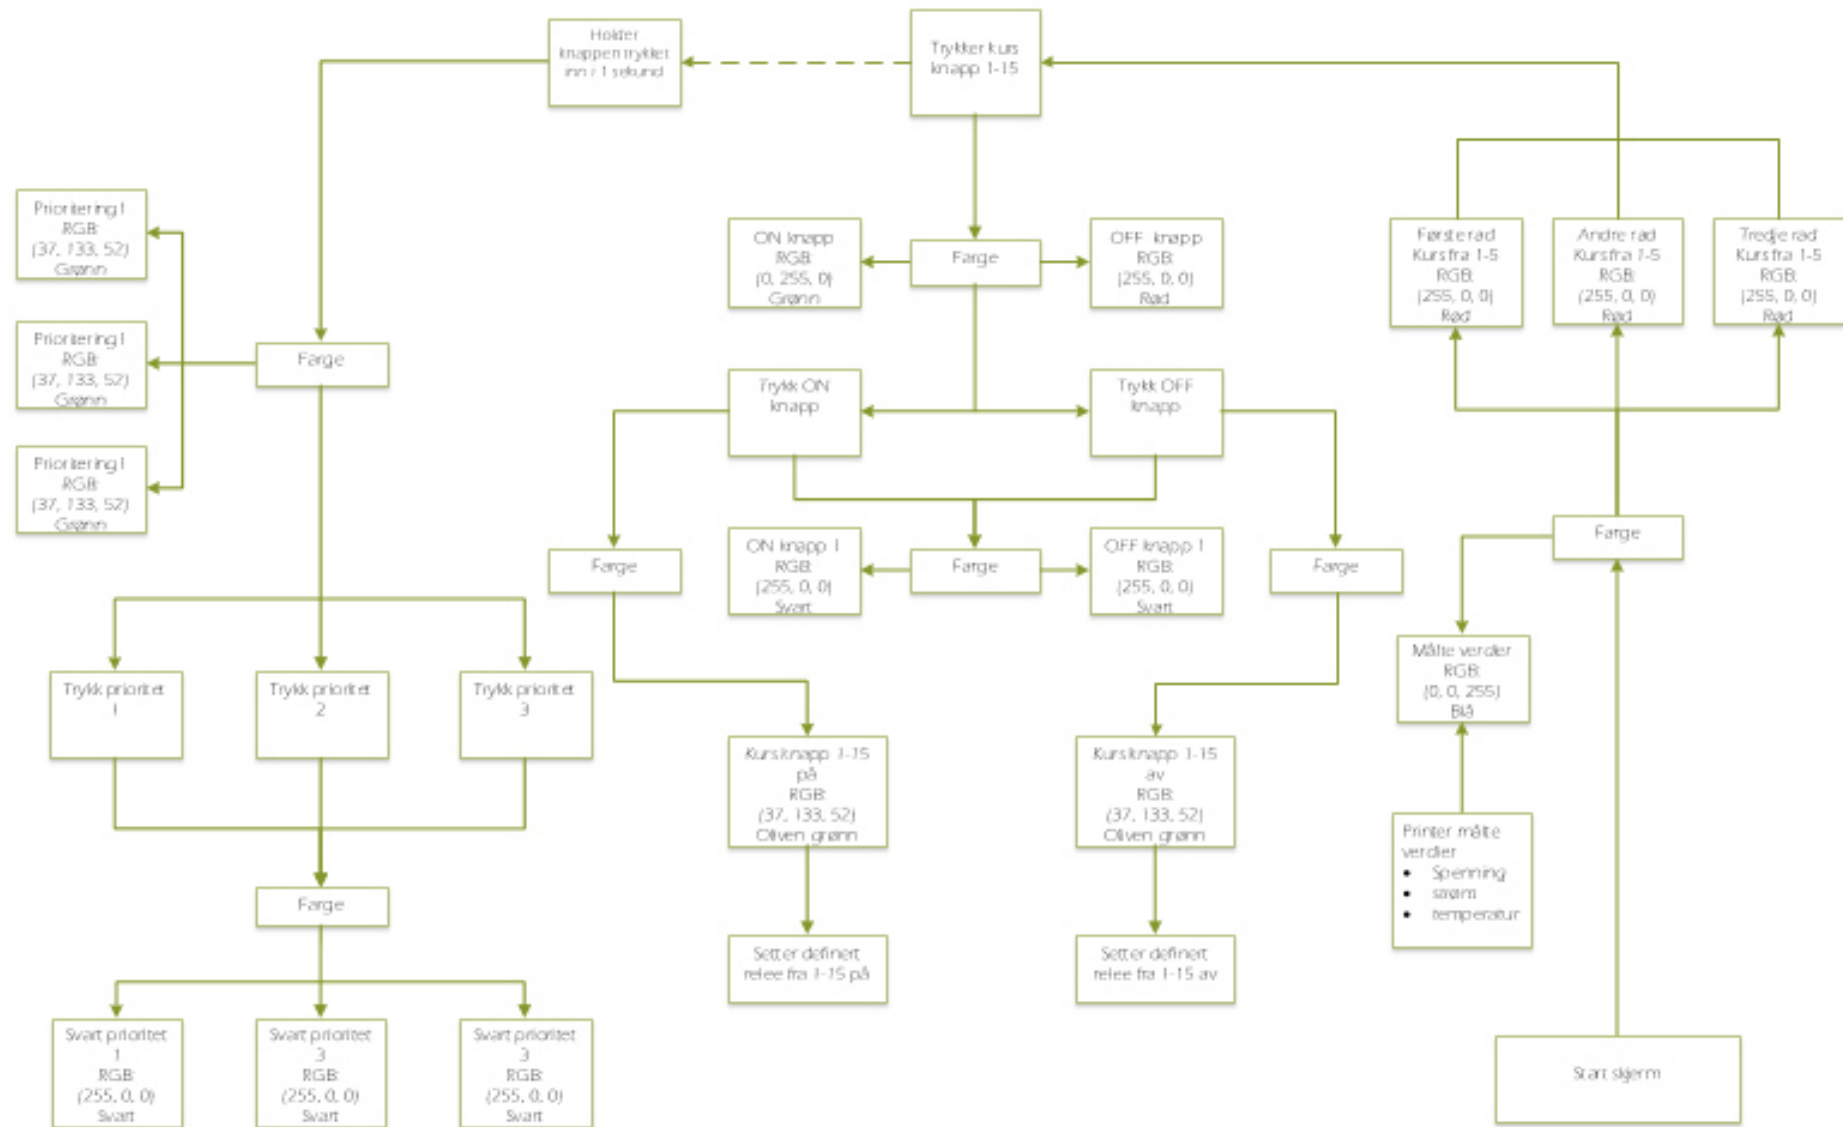 Holder
knappen trykket
inn i 1 sekund
Trykker kurs
knapp 1-15
Prioritering 1
RGB:
(37, 133, 52)
Grønn
Prioritering 1
RGB:
(37, 133, 52)
Grønn
Prioritering 1
RGB:
(37, 133, 52)
Grønn
Farge
ON knapp
RGB:
(0, 255, 0)
Grønn
Farge
OFF knapp
RGB:
(255, 0, 0)
Rød
Første rad
Kurs fra 1-5
RGB:
(255, 0, 0)
Rød
Andre rad
Kurs fra 1-5
RGB:
(255, 0, 0)
Rød
Tredje rad
Kurs fra 1-5
RGB:
(255, 0, 0)
Rød
Trykk ON
knapp
Trykk OFF
knapp
Farge
ON knapp 1
RGB:
(255, 0, 0)
Svart
Farge
OFF knapp 1
RGB:
(255, 0, 0)
Svart
Farge
Farge
Målte verdier
RGB:
(0, 0, 255)
Blå
Trykk prioritet
1
Trykk prioritet
2
Trykk prioritet
3
Kurs knapp 1-15
på
RGB:
(37, 133, 52)
Oliven grønn
Kurs knapp 1-15
av
RGB:
(37, 133, 52)
Oliven grønn
Printer målte
verdier
• Spenning
• strøm
• temperatur
Farge
Setter definert
relee fra 1-15 på
Setter definert
relee fra 1-15 av
Svart prioritet
1
RGB:
(255, 0, 0)
Svart
Svart prioritet
3
RGB:
(255, 0, 0)
Svart
Svart prioritet
3
RGB:
(255, 0, 0)
Svart
Start skjerm